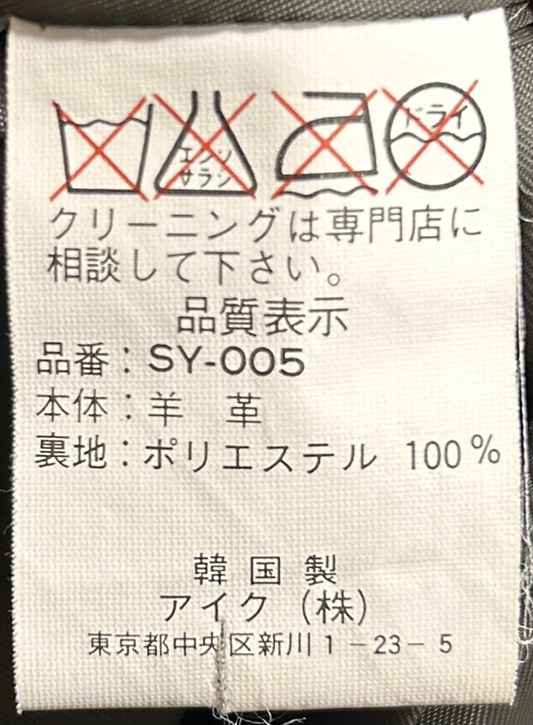 エンソ
サラシ
ドライ
クリーニングは専門店に
相談して下さい。
品質表示
品番：SY-005
本体：羊 革
裏地：ポリエステル 100%
韓国製
アイク（株）
東京都中央区新川1-23-5